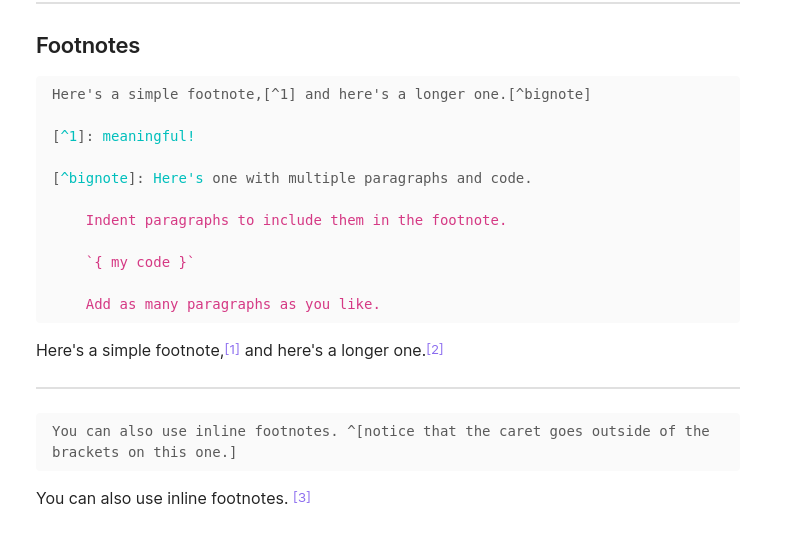 Footnotes
Here's a simple footnote,[^1] and here's a longer one.[^bignote]
[^1]: meaningful!
[^bignote]: Here's one with multiple paragraphs and code.
Indent paragraphs to include them in the footnote.
`{ my code }`
Add as many paragraphs as you like.
Here's a simple footnote,[1] and here's a longer one.[2]
You can also use inline footnotes. ^[notice that the caret goes outside of the
brackets on this one.]
You can also use inline footnotes. [3]